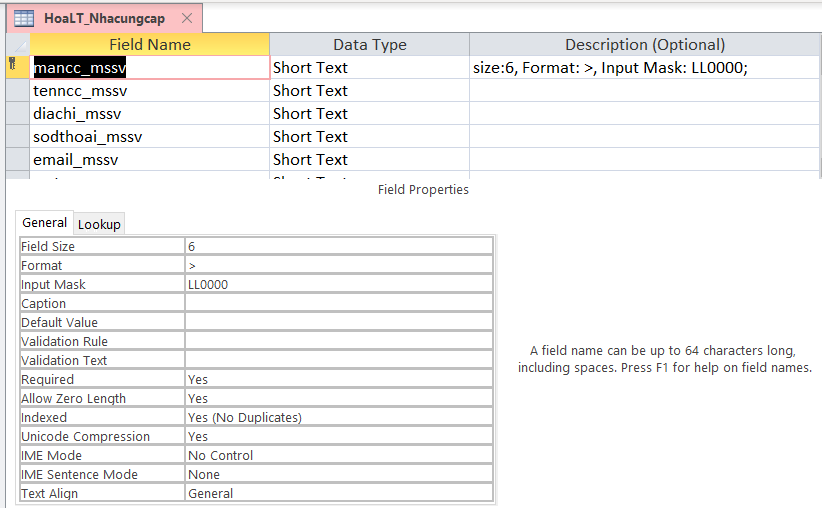 HoaLT_Nhacungcap
Field Name Data Type Description (Optional)
mancc_mssv Short Text size:6, Format: >, Input Mask: LL0000;
tenncc_mssv Short Text
diachi_mssv Short Text
sodthoai_mssv Short Text
email_mssv Short Text
Field Properties
General Lookup
Field Size 6
Format >
Input Mask LL0000
Caption
Default Value
Validation Rule
Validation Text
Required Yes
Allow Zero Length Yes
Indexed Yes (No Duplicates)
Unicode Compression Yes
IME Mode No Control
IME Sentence Mode None
Text Align General
A field name can be up to 64 characters long,
including spaces. Press F1 for help on field names.